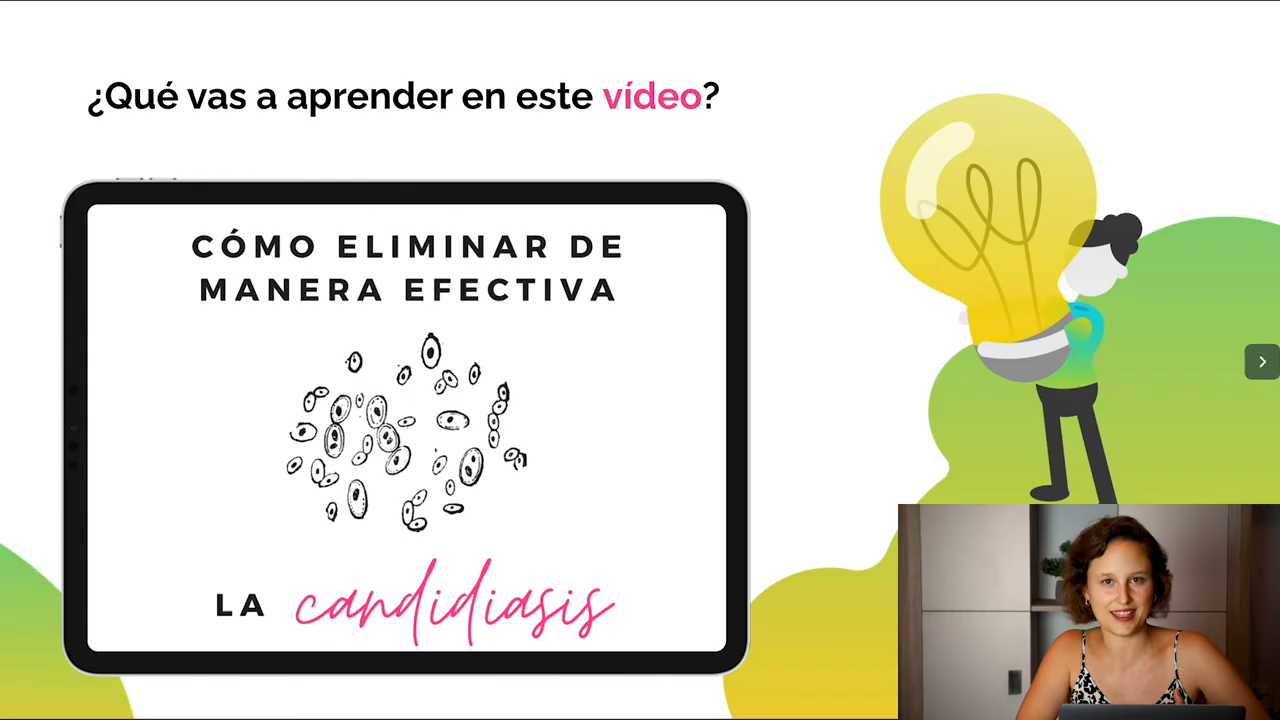 ¿Qué vas a aprender en este vídeo?
CÓMO ELIMINAR DE
MANERA EFECTIVA
LA candidiasis